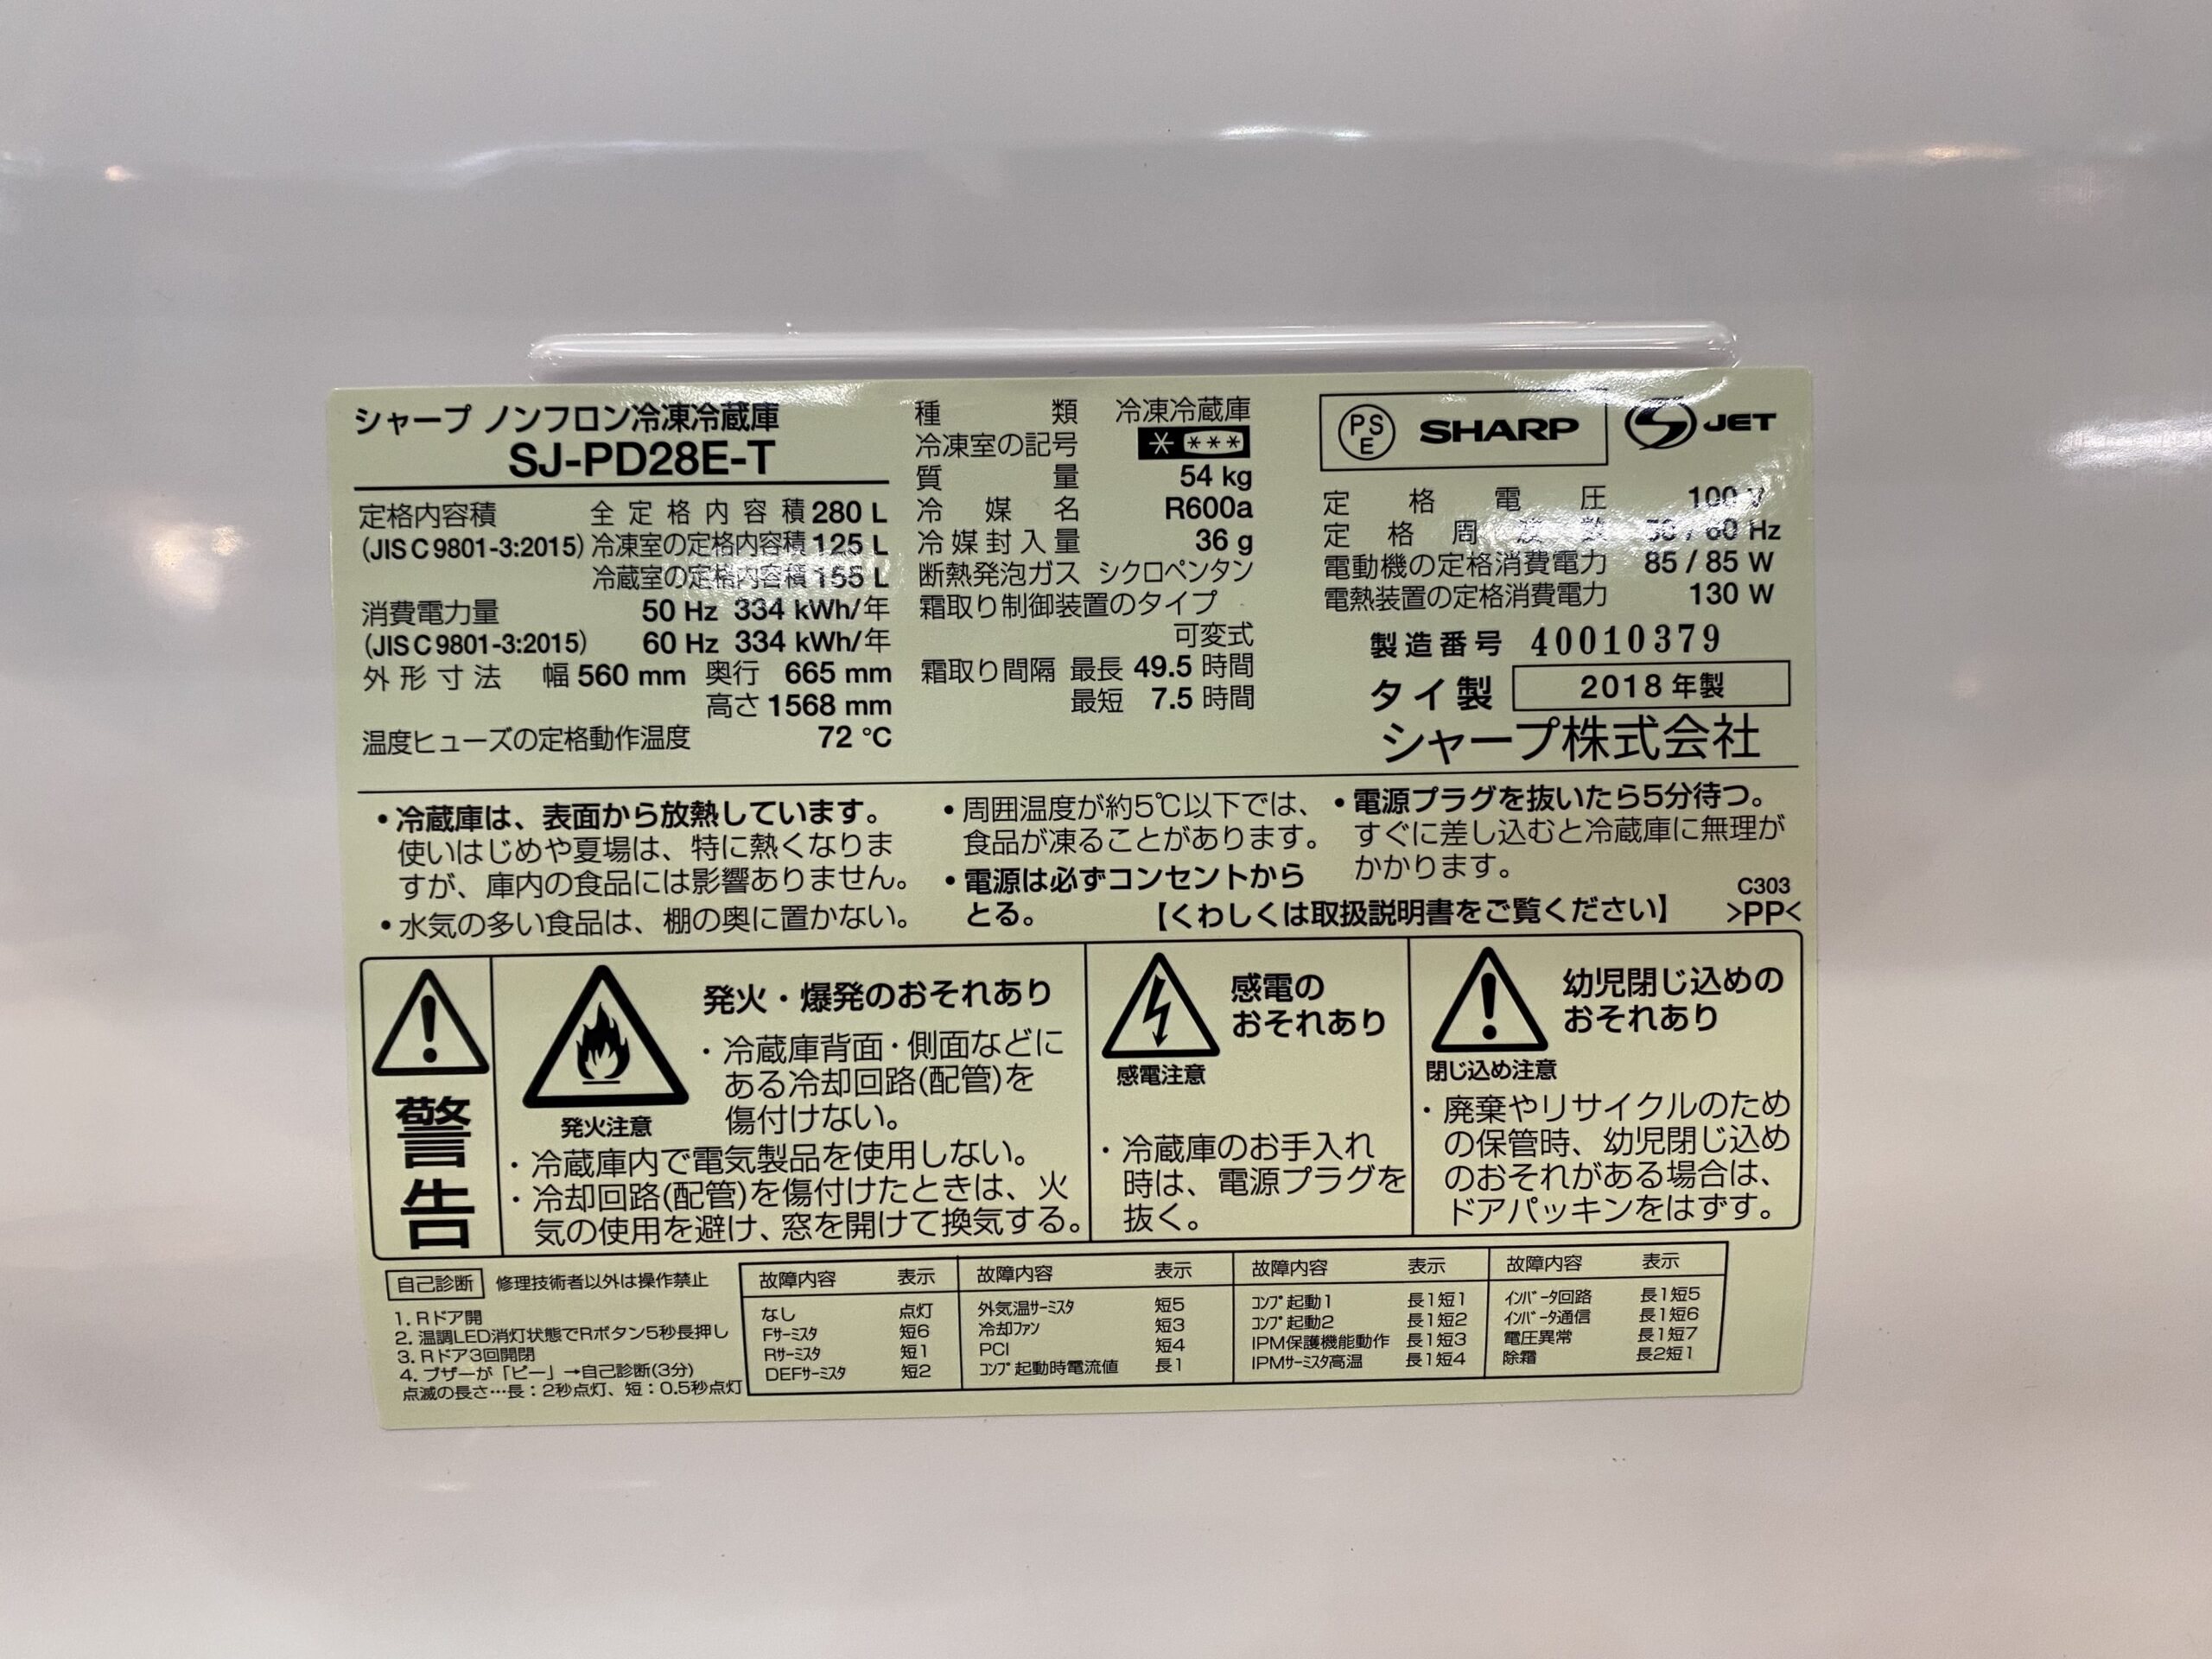 シャープ ノンフロン冷凍冷蔵庫
SJ-PD28E-T
定格内容積 全定格内容積 280 L
(JIS C 9801-3:2015) 冷凍室の定格内容積 125 L
冷蔵室の定格内容積 155 L
消費電力量 50 Hz 334 kWh/年
(JIS C 9801-3:2015) 60 Hz 334 kWh/年
外形寸法 幅 560 mm 奥行 665 mm
高さ 1568 mm
温度ヒューズの定格動作温度 72 ℃
種類 冷凍冷蔵庫
冷凍室の記号 * ***
質量 54 kg
冷媒名 R600a
冷媒封入量 36 g
断熱発泡ガス シクロペンタン
霜取り制御装置のタイプ
可変式
霜取り間隔 最長 49.5 時間
最短 7.5 時間
PS E SHARP JET
定格電圧 100 V
定格周波数 50 / 60 Hz
電動機の定格消費電力 85 / 85 W
電熱装置の定格消費電力 130 W
製造番号 40010379
タイ製 2018年製
シャープ株式会社
・冷蔵庫は、表面から放熱しています。
使いはじめや夏場は、特に熱くなりま
すが、庫内の食品には影響ありません。
・水気の多い食品は、棚の奥に置かない。
・周囲温度が約5℃以下では、
食品が凍ることがあります。
・電源は必ずコンセントから
とる。
・電源プラグを抜いたら5分待つ。
すぐに差し込むと冷蔵庫に無理が
かかります。
【くわしくは取扱説明書をご覧ください】
C303
>PP<
警告
発火注意
発火・爆発のおそれあり
・冷蔵庫背面・側面などに
ある冷却回路(配管)を
傷付けない。
・冷蔵庫内で電気製品を使用しない。
・冷却回路(配管)を傷付けたときは、火
気の使用を避け、窓を開けて換気する。
感電注意
感電の
おそれあり
・冷蔵庫のお手入れ
時は、電源プラグを
抜く。
閉じ込め注意
幼児閉じ込めの
おそれあり
・廃棄やリサイクルのため
の保管時、幼児閉じ込め
のおそれがある場合は、
ドアパッキンをはずす。
自己診断 修理技術者以外は操作禁止
1. Rドア開
2. 温調LED消灯状態でRボタン5秒長押し
3. Rドア3回開閉
4. ブザーが「ピー」→自己診断(3分)
点滅の長さ…長：2秒点灯、短：0.5秒点灯
故障内容 表示
なし 点灯
Fサーミスタ 短6
Rサーミスタ 短1
DEFサーミスタ 短2
故障内容 表示
外気温サーミスタ 短5
冷却ファン 短3
PCI 短4
コンプ起動時電流値 長1
故障内容 表示
コンプ起動1 長1短1
コンプ起動2 長1短2
IPM保護機能動作 長1短3
IPMサーミスタ高温 長1短4
故障内容 表示
インバータ回路 長1短5
インバータ通信 長1短6
電圧異常 長1短7
除霜 長2短1